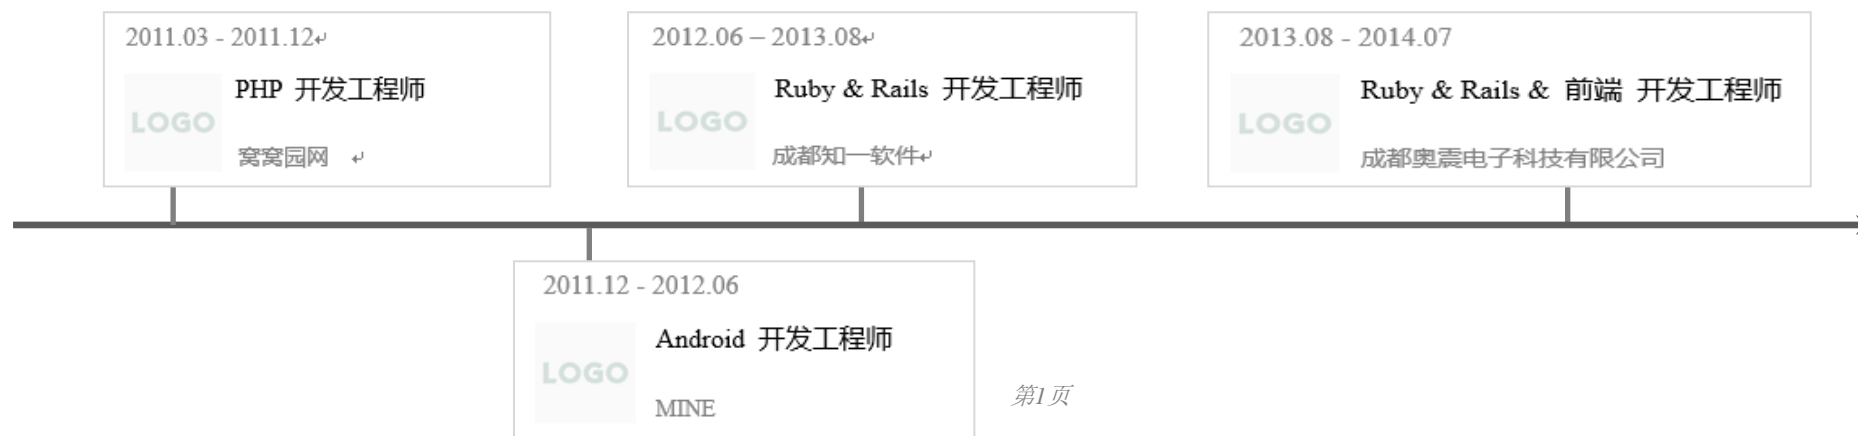 2011.03 - 2011.12
LOGO
PHP 开发工程师
窝窝园网
2012.06 – 2013.08
LOGO
Ruby & Rails 开发工程师
成都知一软件
2013.08 - 2014.07
LOGO
Ruby & Rails & 前端 开发工程师
成都奥震电子科技有限公司
2011.12 - 2012.06
LOGO
Android 开发工程师
MINE
第1页